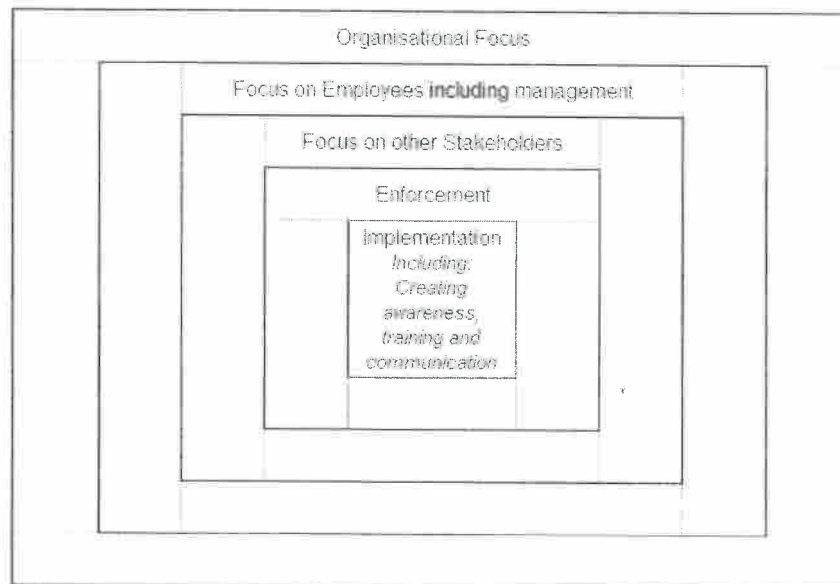 Organisational Focus
Focus on Employees including management
Focus on other Stakeholders
Enforcement
Implementation
Including:
Creating
awareness,
training and
communication